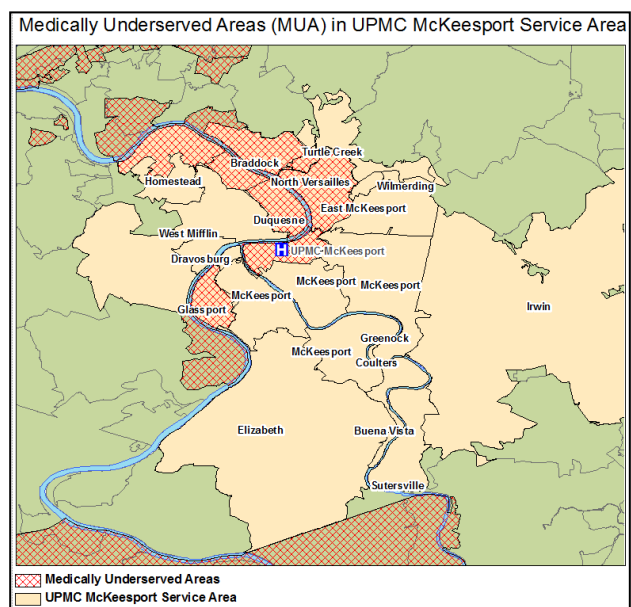 Medically Underserved Areas (MUA) in UPMC McKeesport Service Area
Turtle Creek
Braddock
Homestead
North Versailles
Wilmerding
East McKeesport
Duquesne
West Mifflin
H UPMC McKeesport
Dravosburg
McKeesport
McKeesport
McKeesport
Glassport
Irwin
Greenock
McKeesport
Coulters
Elizabeth
Buena Vista
Sutersville
Medically Underserved Areas
UPMC McKeesport Service Area